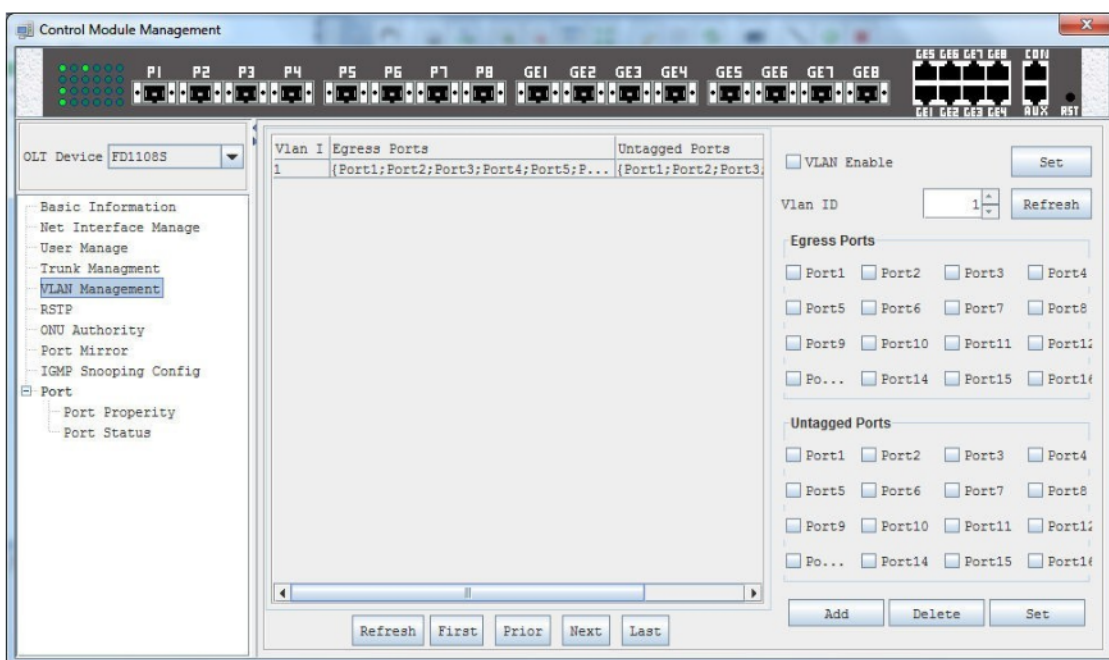 Control Module Management
GE5 GE6 GE7 GE8 CON
P1 P2 P3 P4 P5 P6 P7 P8 GE1 GE2 GE3 GE4 GE5 GE6 GE7 GE8
GE1 GE2 GE3 GE4 AUX RST
OLT Device FD1108S
Basic Information
Net Interface Manage
User Manage
Trunk Managment
VLAN Management
RSTP
ONU Authority
Port Mirror
IGMP Snooping Config
Port
Port Properity
Port Status
Vlan I Egress Ports Untagged Ports
1 {Port1;Port2;Port3;Port4;Port5;P... {Port1;Port2;Port3;
Refresh First Prior Next Last
VLAN Enable Set
Vlan ID 1 Refresh
Egress Ports
Port1 Port2 Port3 Port4
Port5 Port6 Port7 Port8
Port9 Port10 Port11 Port12
Po... Port14 Port15 Port16
Untagged Ports
Port1 Port2 Port3 Port4
Port5 Port6 Port7 Port8
Port9 Port10 Port11 Port12
Po... Port14 Port15 Port16
Add Delete Set